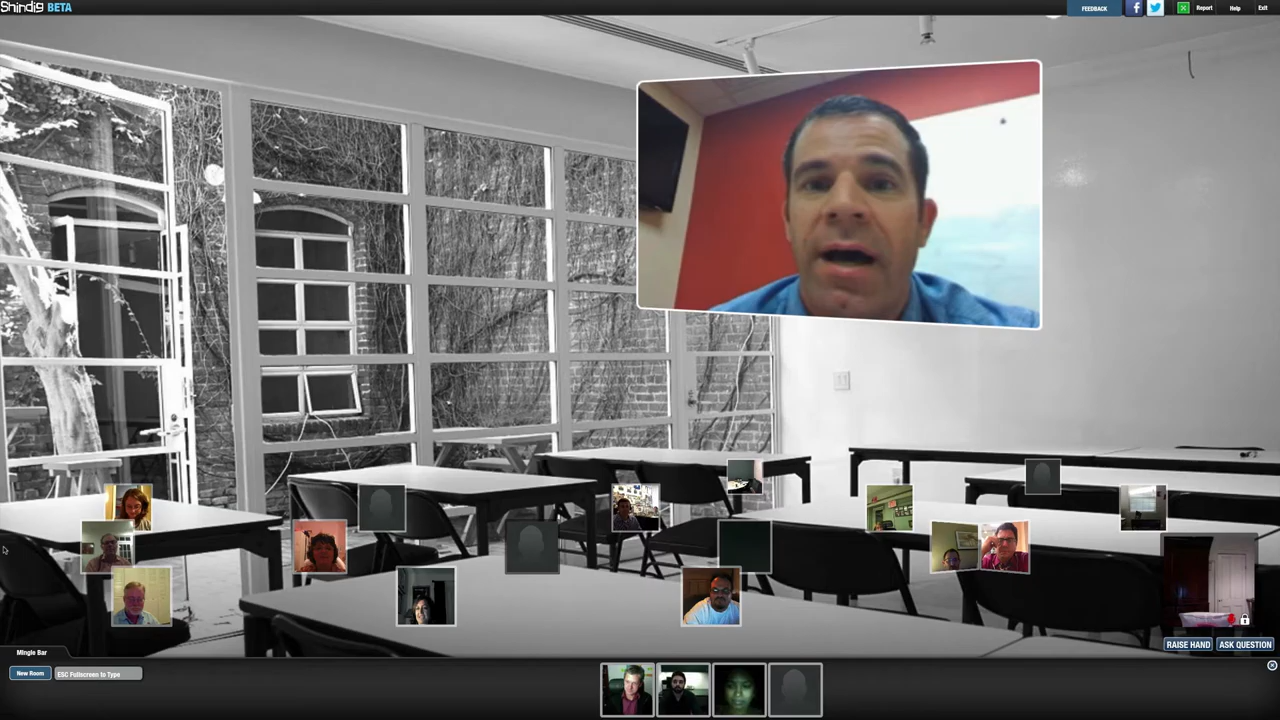 Shindig BETA
FEEDBACK
Report
Help
Exit
RAISE HAND
ASK QUESTION
Mingle Bar
New Room
ESC Fullscreen to Type